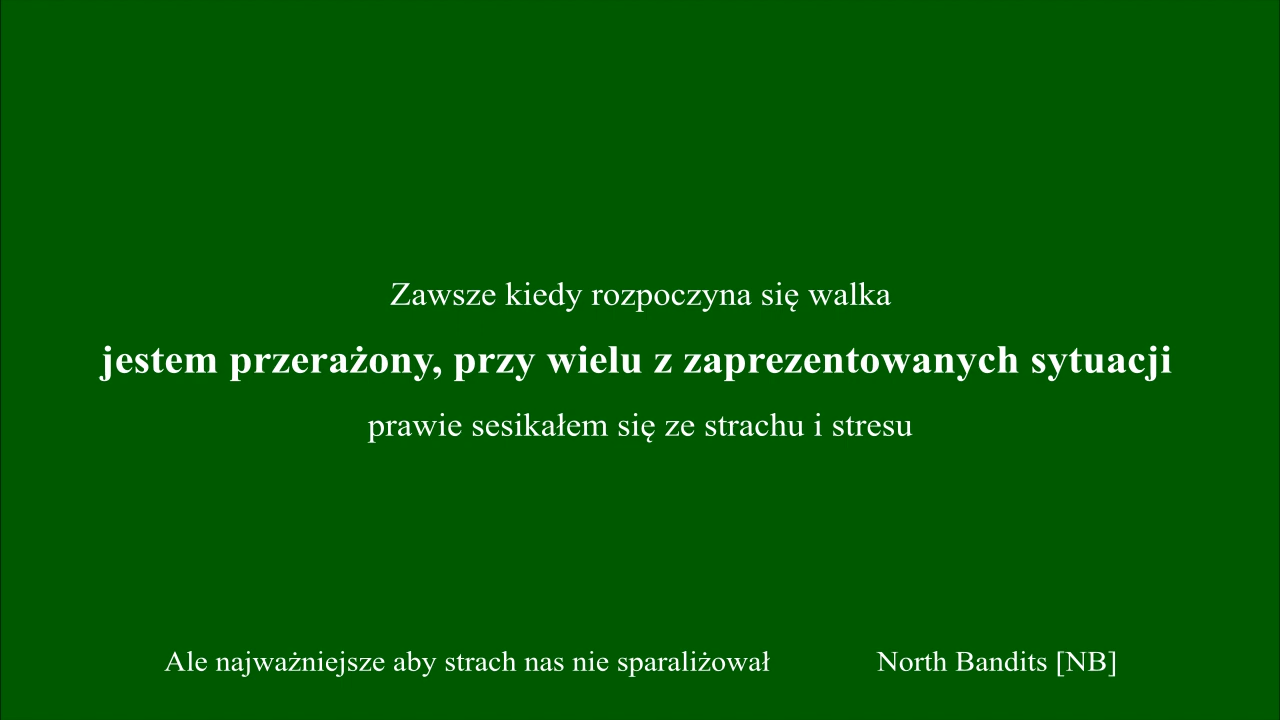 Zawsze kiedy rozpoczyna się walka
jestem przerażony, przy wielu z zaprezentowanych sytuacji
prawie sesikałem się ze strachu i stresu
Ale najważniejsze aby strach nas nie sparaliżował North Bandits [NB]